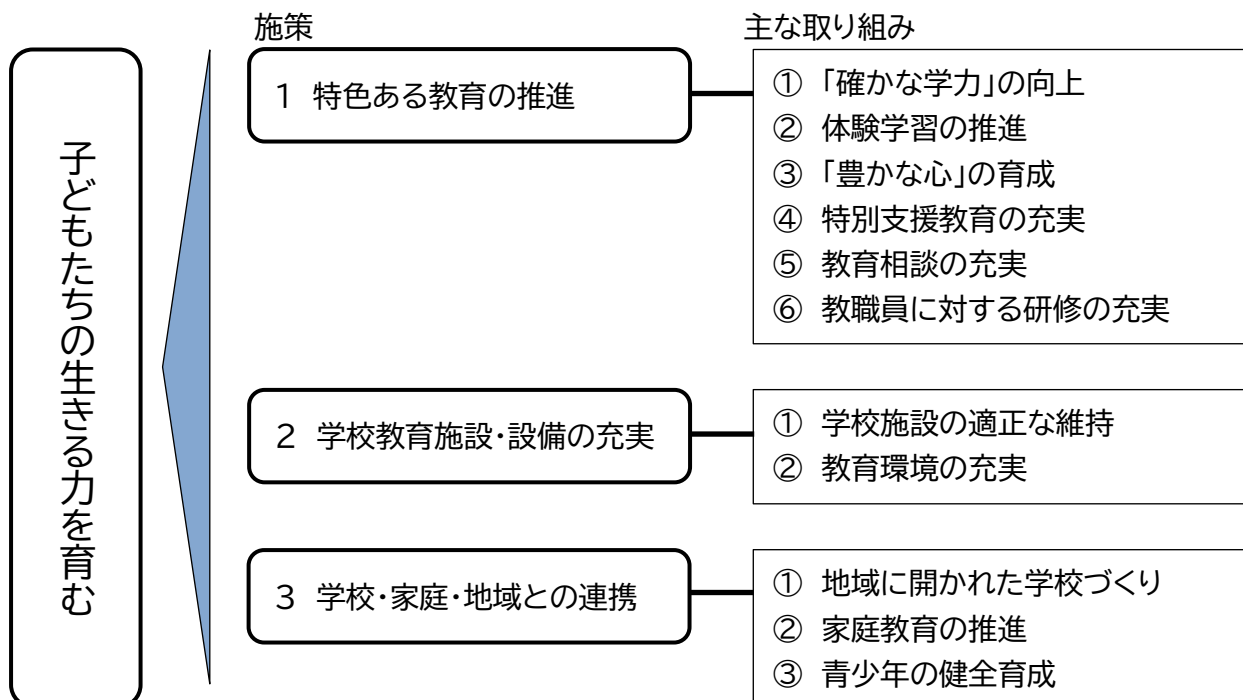 施策
主な取り組み
子どもたちの生きる力を育む
1 特色ある教育の推進
① 「確かな学力」の向上
② 体験学習の推進
③ 「豊かな心」の育成
④ 特別支援教育の充実
⑤ 教育相談の充実
⑥ 教職員に対する研修の充実
2 学校教育施設・設備の充実
① 学校施設の適正な維持
② 教育環境の充実
3 学校・家庭・地域との連携
① 地域に開かれた学校づくり
② 家庭教育の推進
③ 青少年の健全育成